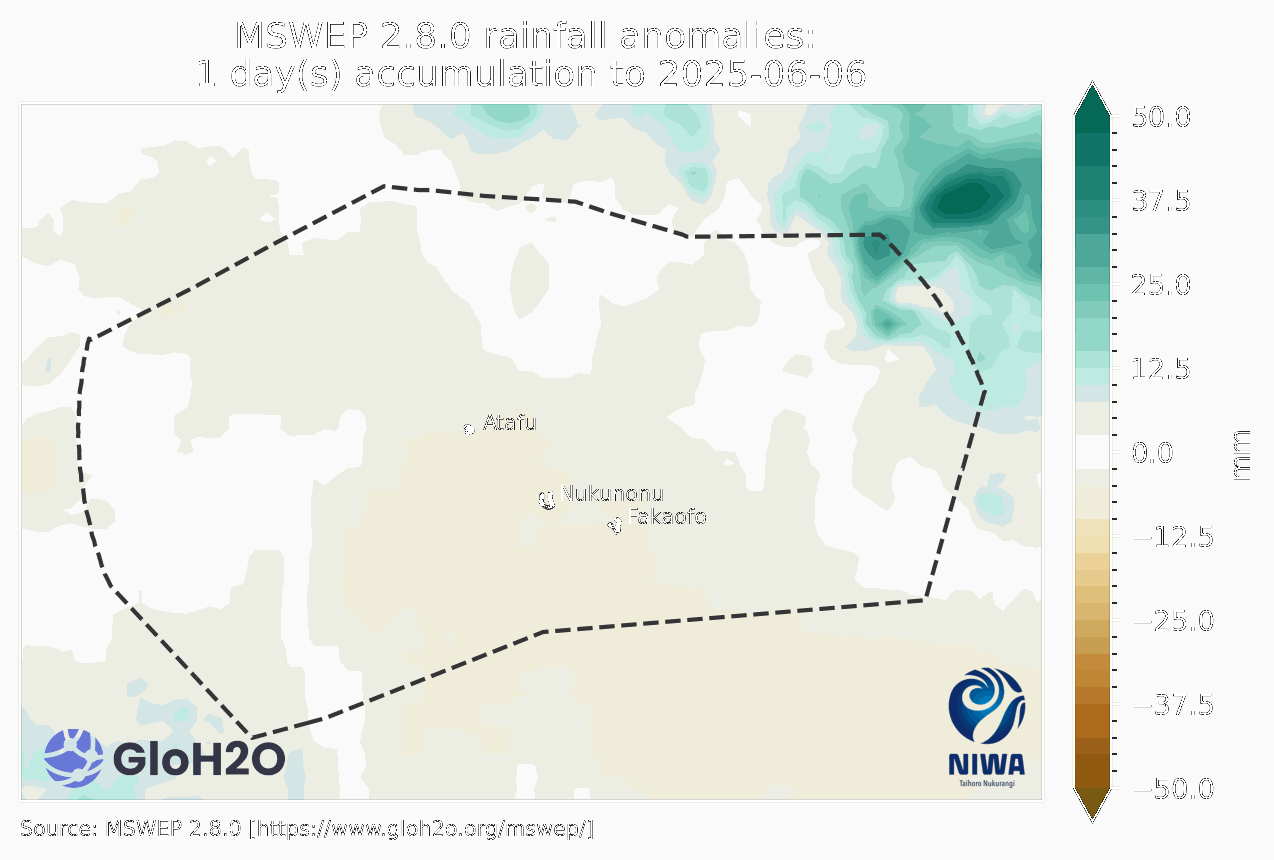 MSWEP 2.8.0 rainfall anomalies:
1 day(s) accumulation to 2025-06-06
50.0
37.5
25.0
12.5
0.0
−12.5
−25.0
−37.5
−50.0
mm
Atafu
Nukunonu
Fakaofo
GloH2O
NIWA
Taihoro Nukurangi
Source: MSWEP 2.8.0 [https://www.gloh2o.org/mswep/]